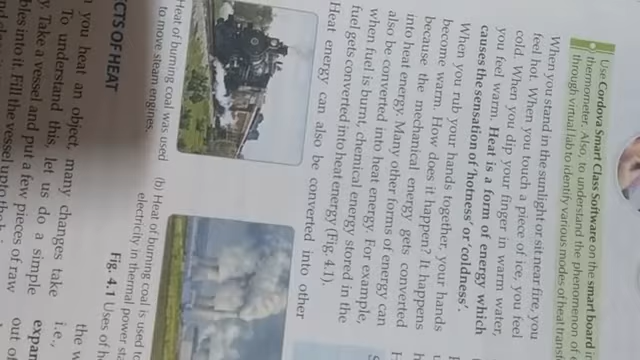 Use Cordova Smart Class Software on the smart board
thermometer. Also, to understand the phenomenon of
through virtual lab to identify various modes of heat
When you stand in the sunlight or sit near fire, you
feel hot. When you touch a piece of ice, you feel
cold. When you dip your finger in warm water,
you feel warm. Heat is a form of energy which
causes the sensation of 'hotness' or 'coldness'.
When you rub your hands together, your hands
become warm. How does it happen? It happens
because the mechanical energy gets converted
into heat energy. Many other forms of energy can
also be converted into heat energy. For example,
when fuel is burnt, chemical energy stored in the
fuel gets converted into heat energy (Fig. 4.1).
Heat energy can also be converted into other
Heat of burning coal was used
to move steam engines.
(b) Heat of burning coal is used
electricity in thermal power
Fig. 4.1 Uses of
CTS OF HEAT
you heat an object, many changes take
To understand this, let us do a simple
Take a vessel and put a few pieces of raw
into it. Fill the vessel upto
the
i.e.,
expan
out